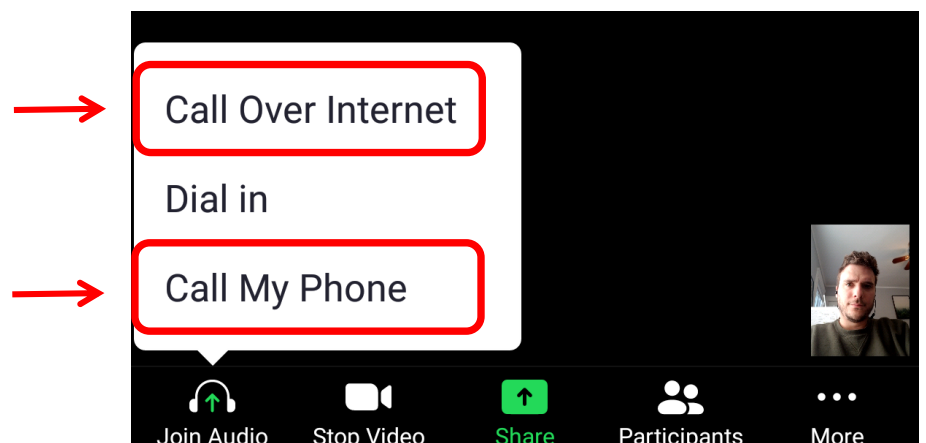 Call Over Internet
Dial in
Call My Phone
Join Audio Stop Video Share Participants More